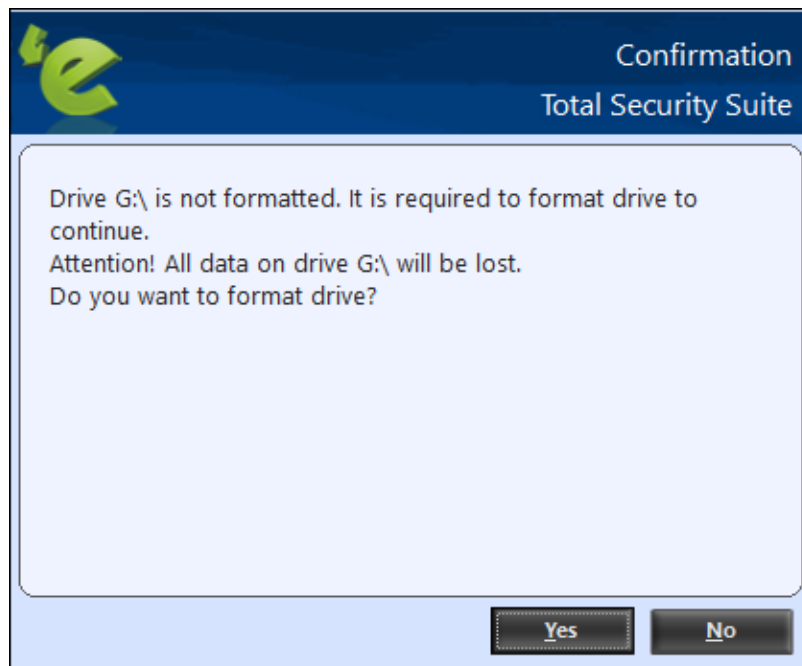 Confirmation
Total Security Suite
Drive G:\ is not formatted. It is required to format drive to
continue.
Attention! All data on drive G:\ will be lost.
Do you want to format drive?
Yes
No